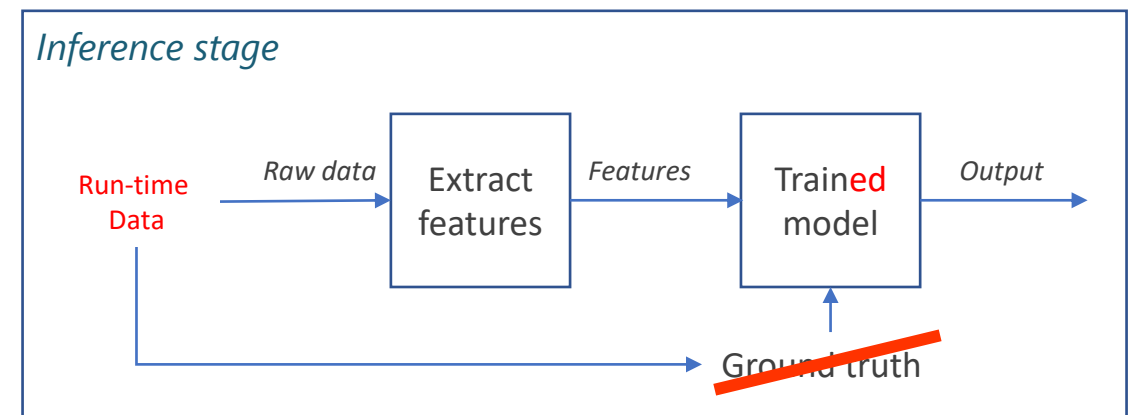 Inference stage
Run-time
Data
Raw data
Extract
features
Features
Trained
model
Output
Ground truth